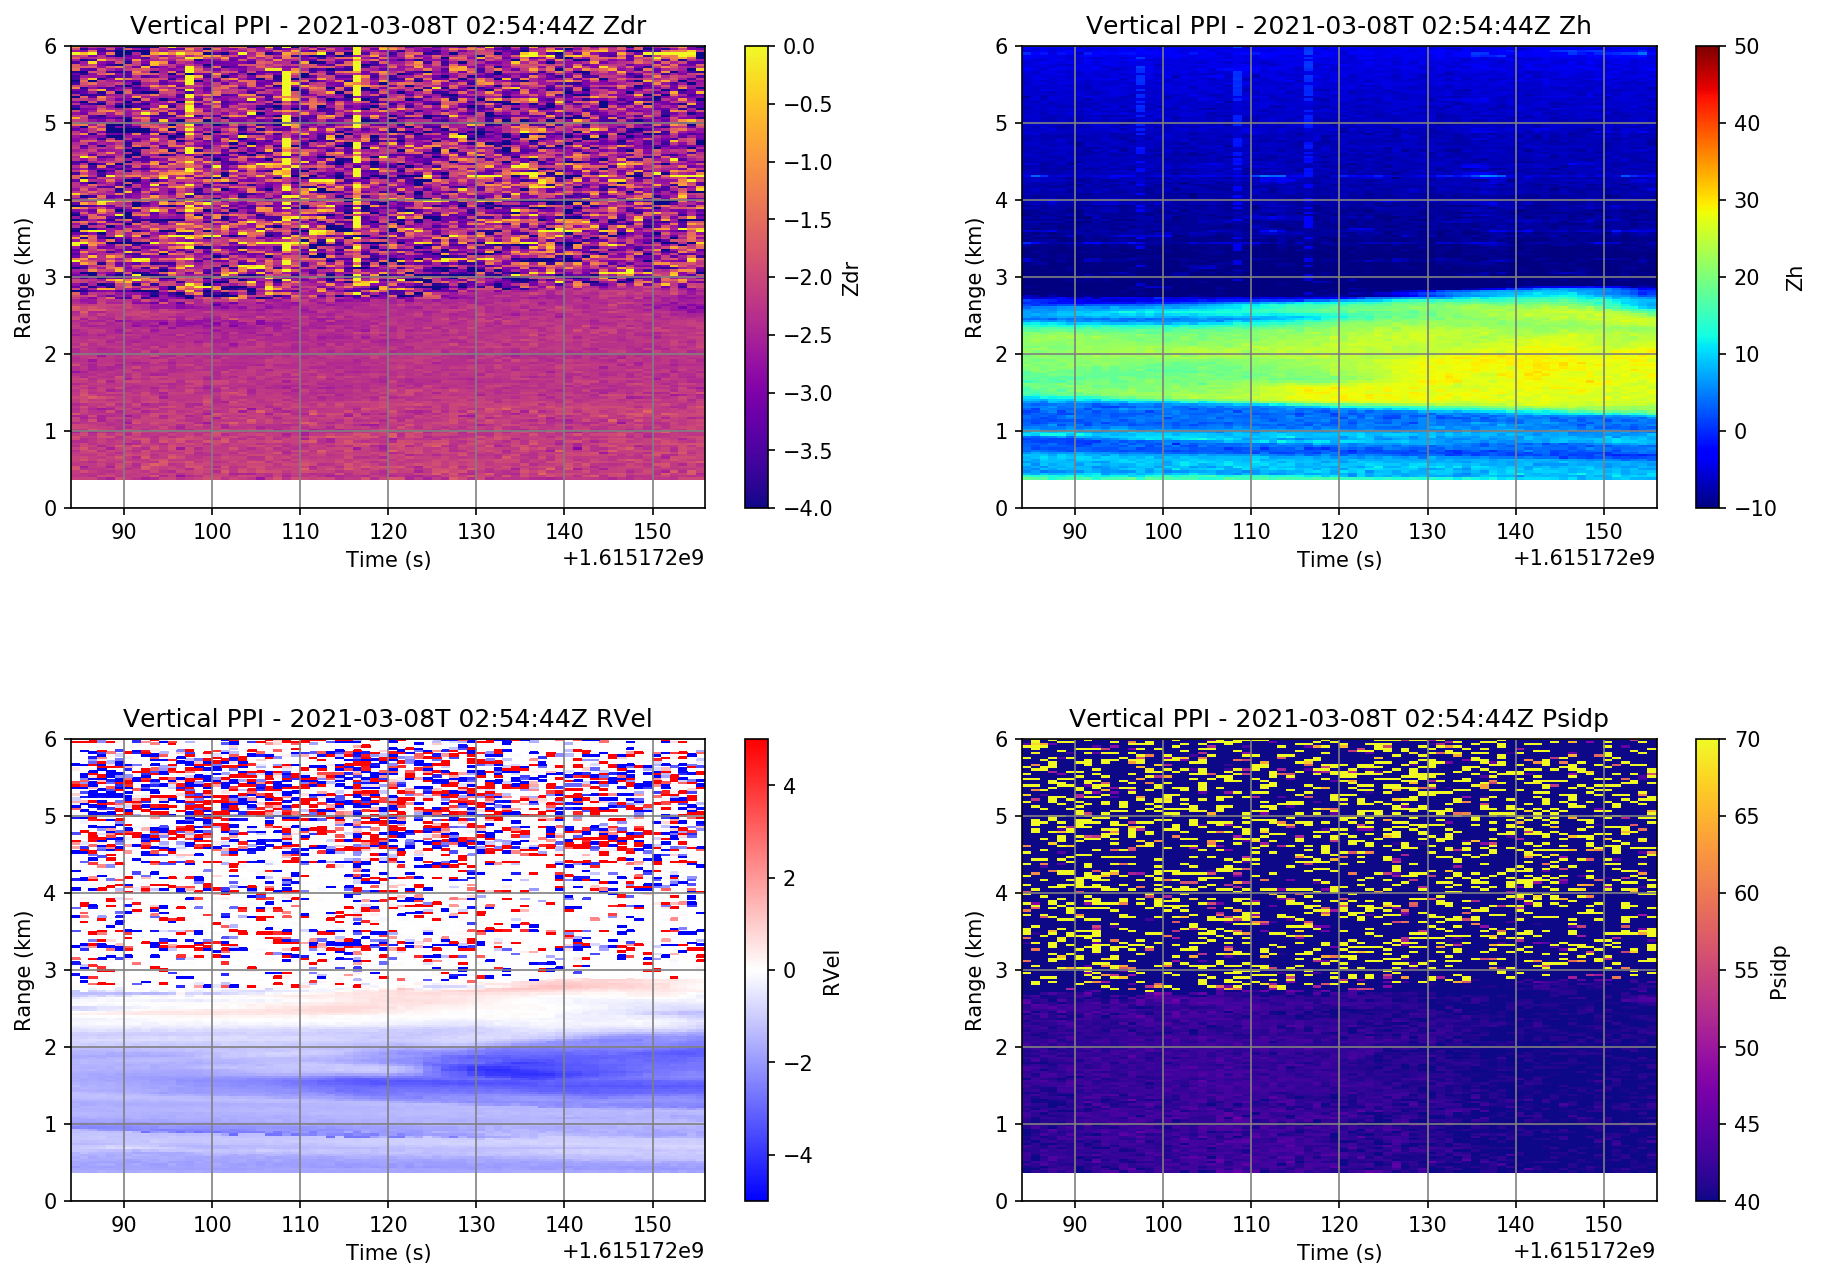 Vertical PPI - 2021-03-08T 02:54:44Z Zdr
6
5
4
3
2
1
0
Range (km)
90 100 110 120 130 140 150
Time (s)
+1.615172e9
0.0
−0.5
−1.0
−1.5
−2.0
−2.5
−3.0
−3.5
−4.0
Zdr
Vertical PPI - 2021-03-08T 02:54:44Z Zh
6
5
4
3
2
1
0
Range (km)
90 100 110 120 130 140 150
Time (s)
+1.615172e9
50
40
30
20
10
0
−10
Zh
Vertical PPI - 2021-03-08T 02:54:44Z RVel
6
5
4
3
2
1
0
Range (km)
90 100 110 120 130 140 150
Time (s)
+1.615172e9
4
2
0
−2
−4
RVel
Vertical PPI - 2021-03-08T 02:54:44Z Psidp
6
5
4
3
2
1
0
Range (km)
90 100 110 120 130 140 150
Time (s)
+1.615172e9
70
65
60
55
50
45
40
Psidp